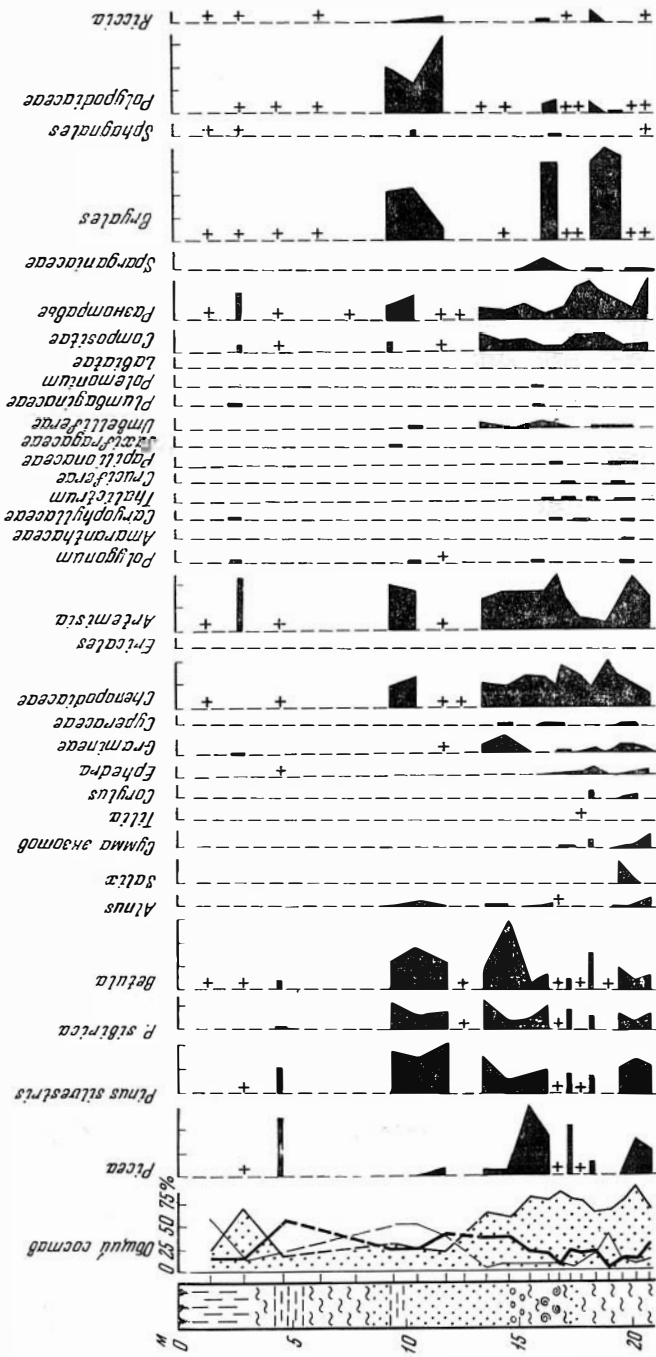 Riccia
Polypodiaceae
Sphagnales
Bryales
Sparganiaceae
Разнотравье
Compositae
Labiatae
Polemonium
Plumbaginaceae
Umbelliferae
Saxifragaceae
Papilionaceae
Cruciferae
Thalictrum
Caryophyllaceae
Amaranthaceae
Polygonum
Artemisia
Ericales
Chenopodiaceae
Cyperaceae
Gramineae
Ephedra
Corylus
Tilia
Сумма экзотов
Salix
Alnus
Betula
P. sibirica
Pinus silvestris
Picea
Общий состав
0 25 50 75%
м
0
5
10
15
20